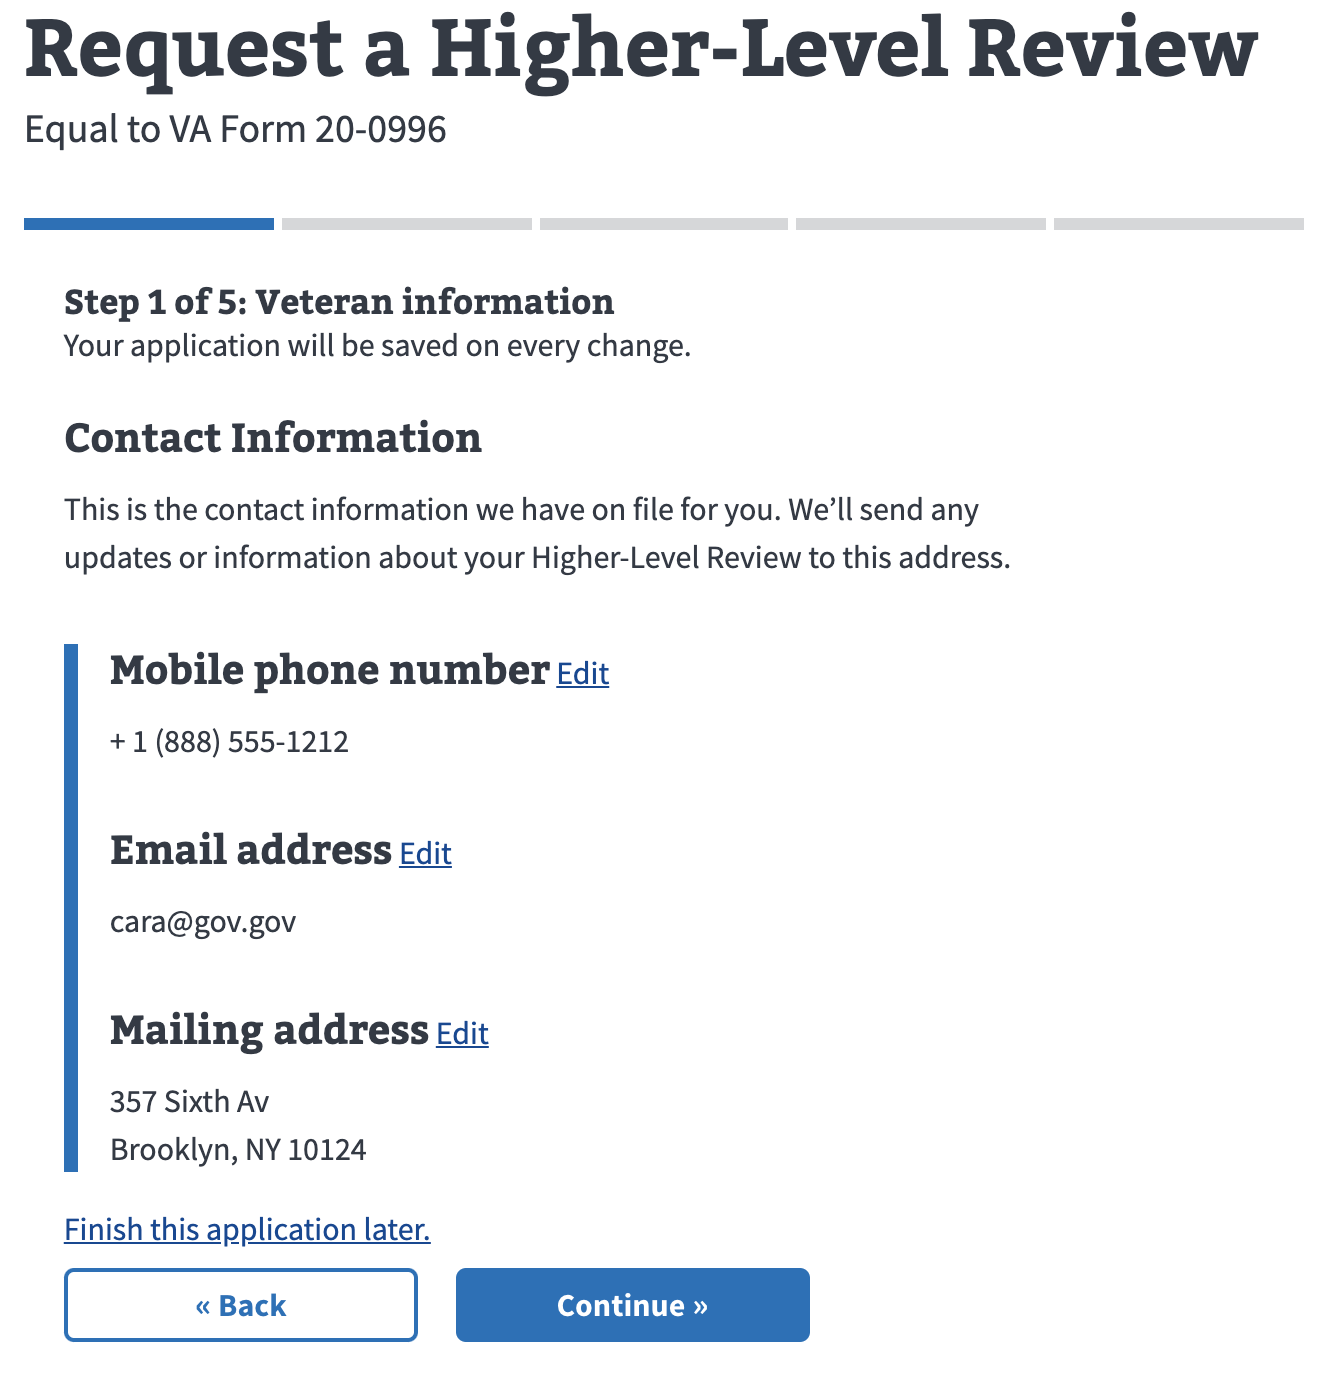 Request a Higher-Level Review
Equal to VA Form 20-0996
Step 1 of 5: Veteran information
Your application will be saved on every change.
Contact Information
This is the contact information we have on file for you. We’ll send any
updates or information about your Higher-Level Review to this address.
Mobile phone number Edit
+ 1 (888) 555-1212
Email address Edit
cara@gov.gov
Mailing address Edit
357 Sixth Av
Brooklyn, NY 10124
Finish this application later.
« Back Continue »